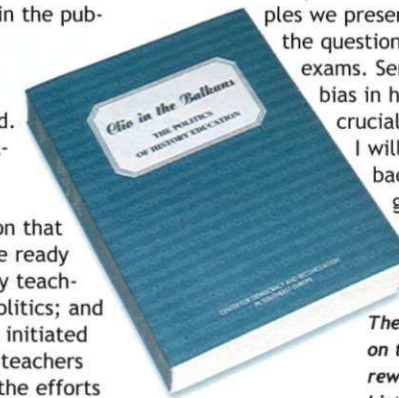 in the pub-
d.
on that
e ready
y teach-
olitics; and
initiated
teachers
the efforts
Clio in the Balkans
THE POLITICS
OF HISTORY EDUCATION
CENTER FOR DEMOCRACY AND RECONCILIATION
IN SOUTHEAST EUROPE
ples we presen
the question
exams. Se
bias in h
crucial
I will
bac
g
The
on t
rew